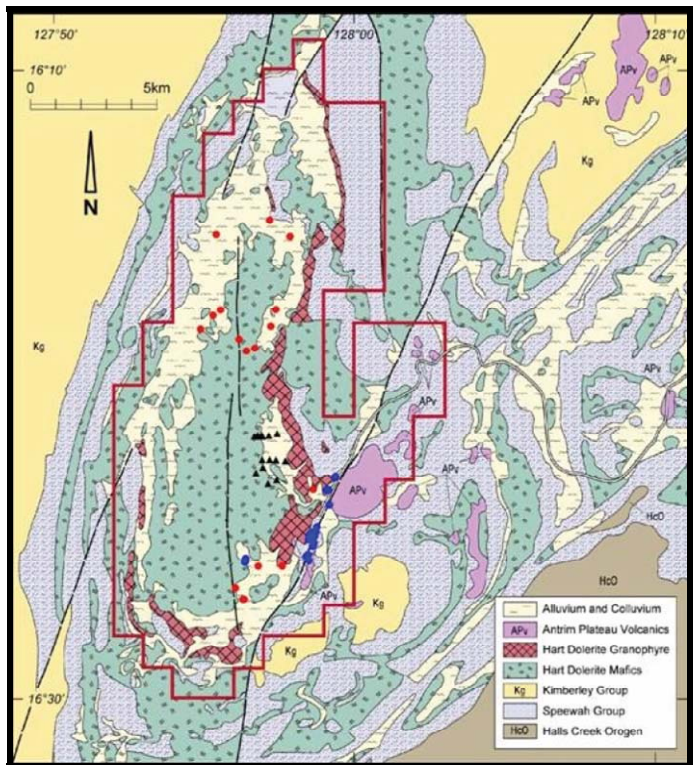 127°50'
128°00'
128°10'
16°10'
0 5km
N
APv
APv
APv
APv
Kg
Kg
APv
APv
APv
APv
HcO
APv
Kg
HcO
Kg
16°30'
Alluvium and Colluvium
APv Antrim Plateau Volcanics
Hart Dolerite Granophyre
Hart Dolerite Mafics
Kg Kimberley Group
Speewah Group
HcO Halls Creek Orogen